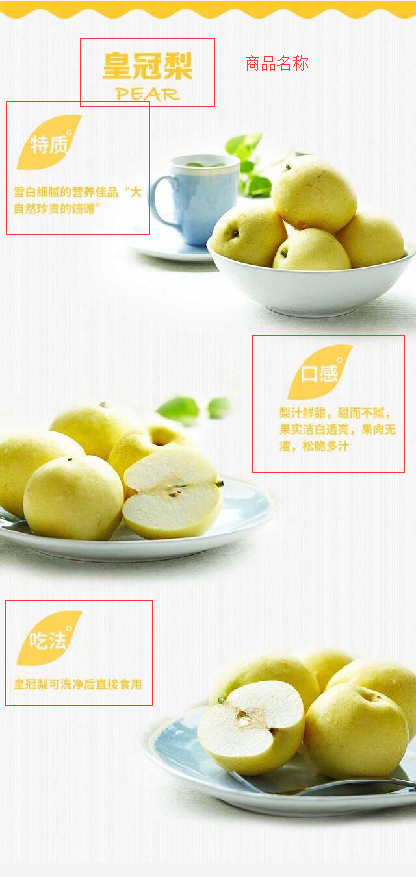 皇冠梨
PEAR
商品名称
特质
雪白细腻的营养佳品“大
自然珍贵的馈赠”
口感
梨汁鲜甜，甜而不腻，
果实洁白透亮，果肉无
渣，松脆多汁
吃法
皇冠梨可洗净后直接食用